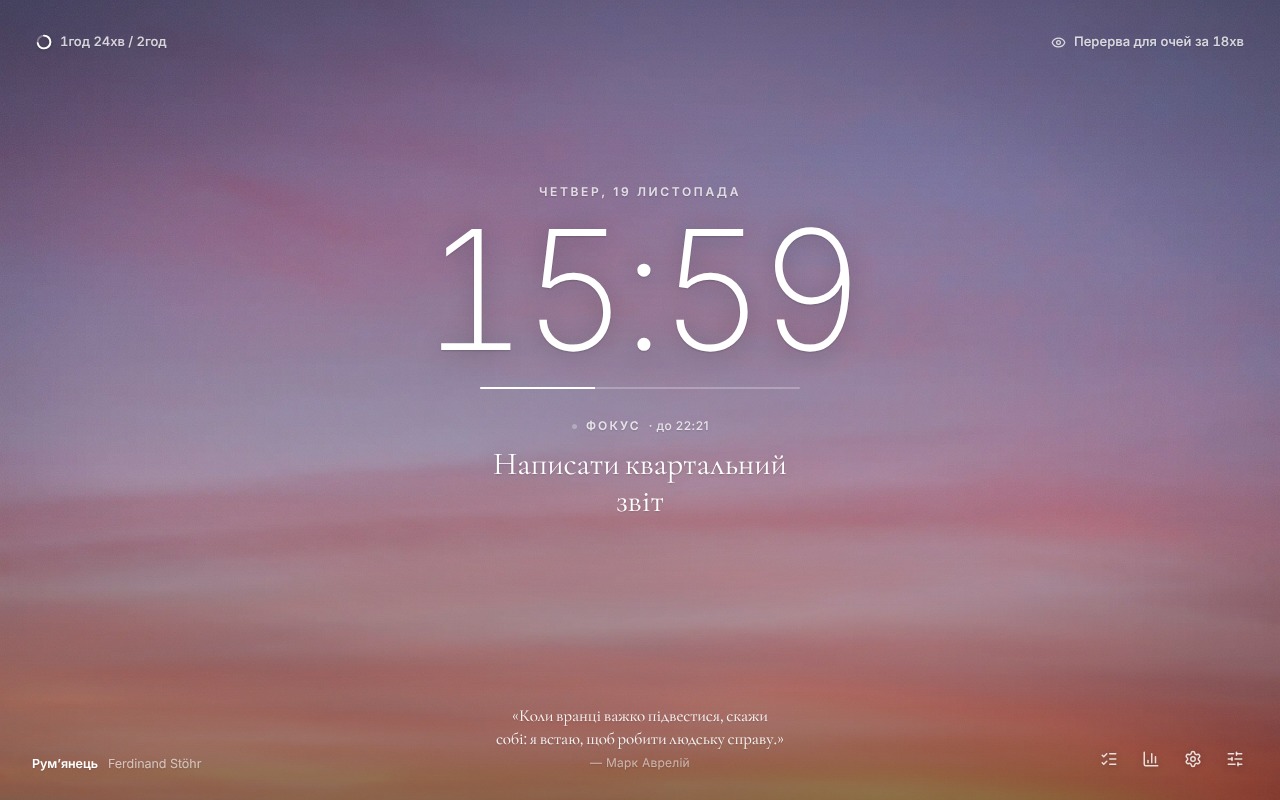 1год 24хв / 2год
Перерва для очей за 18хв
ЧЕТВЕР, 19 ЛИСТОПАДА
15:59
ФОКУС · до 22:21
Написати квартальний
звіт
«Коли вранці важко підвестися, скажи
собі: я встаю, щоб робити людську справу.»
— Марк Аврелій
Рум’янець Ferdinand Stöhr